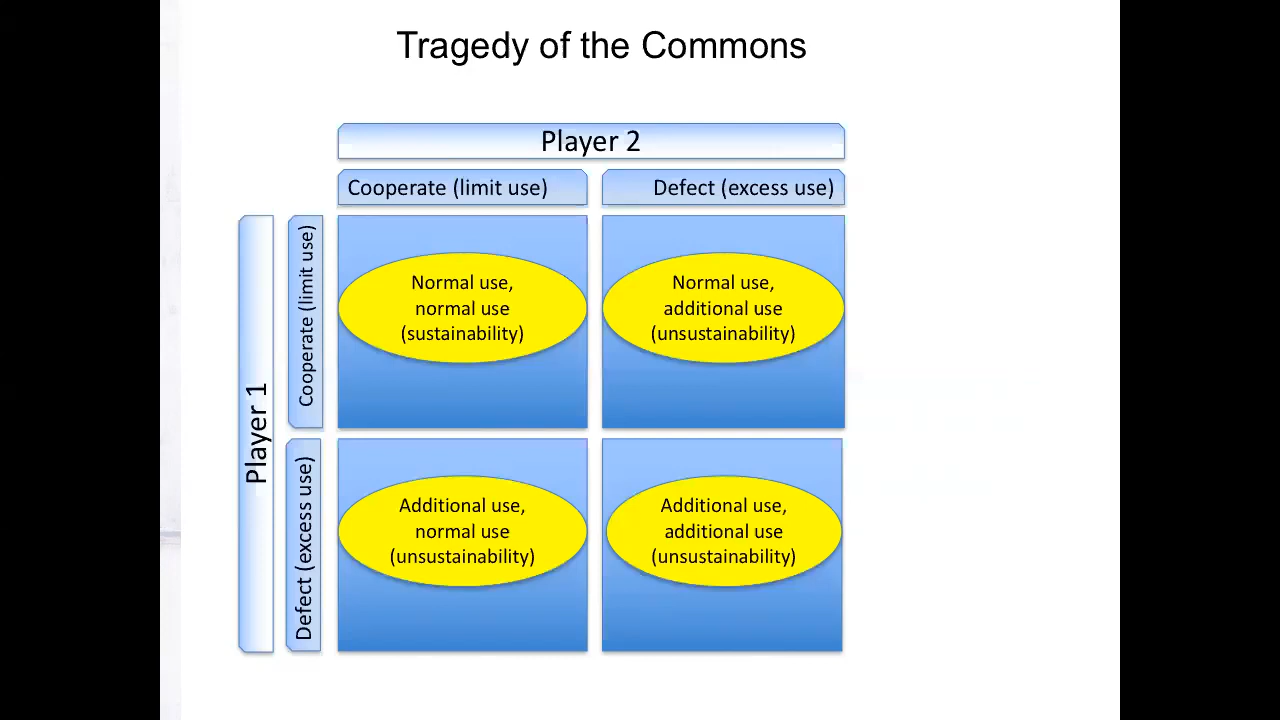 Tragedy of the Commons
Player 2
Cooperate (limit use)
Defect (excess use)
Player 1
Cooperate (limit use)
Normal use,
normal use
(sustainability)
Normal use,
additional use
(unsustainability)
Defect (excess use)
Additional use,
normal use
(unsustainability)
Additional use,
additional use
(unsustainability)